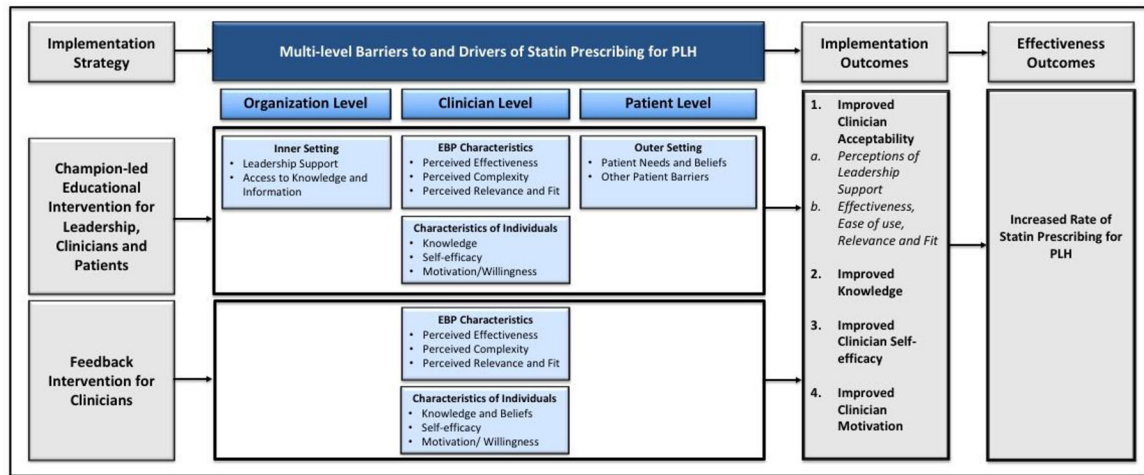 Implementation
Strategy
Multi-level Barriers to and Drivers of Statin Prescribing for PLH
Implementation
Outcomes
Effectiveness
Outcomes
Organization Level
Clinician Level
Patient Level
Champion-led
Educational
Intervention for
Leadership,
Clinicians and
Patients
Inner Setting
• Leadership Support
• Access to Knowledge and
Information
EBP Characteristics
• Perceived Effectiveness
• Perceived Complexity
• Perceived Relevance and Fit
Characteristics of Individuals
• Knowledge
• Self-efficacy
• Motivation/Willingness
Outer Setting
• Patient Needs and Beliefs
• Other Patient Barriers
Feedback
Intervention for
Clinicians
EBP Characteristics
• Perceived Effectiveness
• Perceived Complexity
• Perceived Relevance and Fit
Characteristics of Individuals
• Knowledge and Beliefs
• Self-efficacy
• Motivation/ Willingness
1. Improved
Clinician
Acceptability
a. Perceptions of
Leadership
Support
b. Effectiveness,
Ease of use,
Relevance and Fit
2. Improved
Knowledge
3. Improved
Clinician Self-
efficacy
4. Improved
Clinician
Motivation
Increased Rate of
Statin Prescribing for
PLH